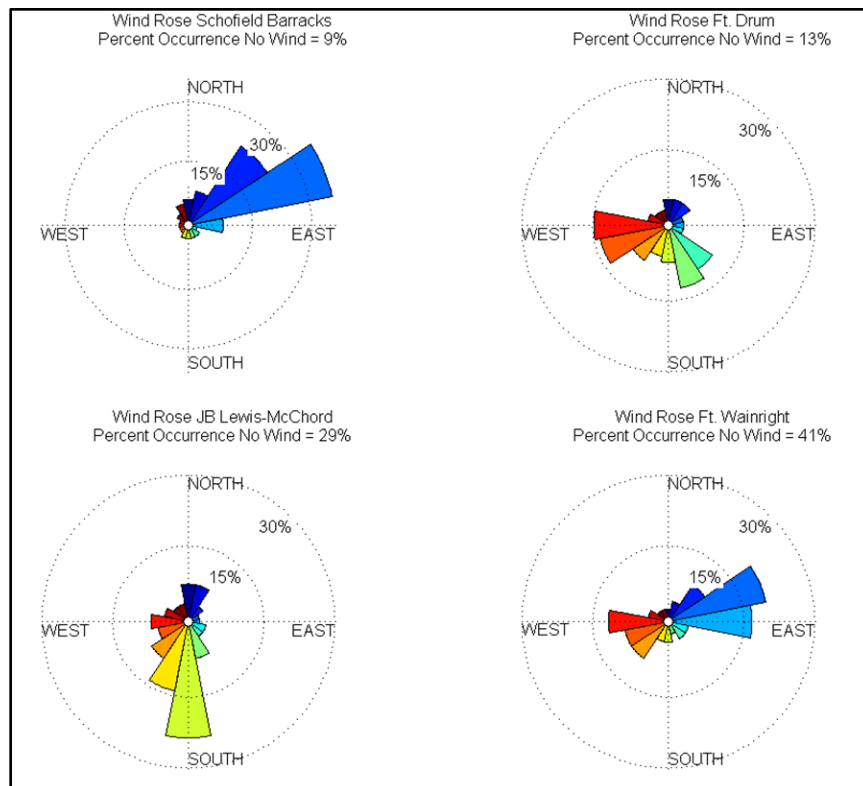 Wind Rose Schofield Barracks
Percent Occurrence No Wind = 9%
NORTH
30%
15%
WEST
EAST
SOUTH
Wind Rose Ft. Drum
Percent Occurrence No Wind = 13%
NORTH
30%
15%
WEST
EAST
SOUTH
Wind Rose JB Lewis-McChord
Percent Occurrence No Wind = 29%
NORTH
30%
15%
WEST
EAST
SOUTH
Wind Rose Ft. Wainright
Percent Occurrence No Wind = 41%
NORTH
30%
15%
WEST
EAST
SOUTH